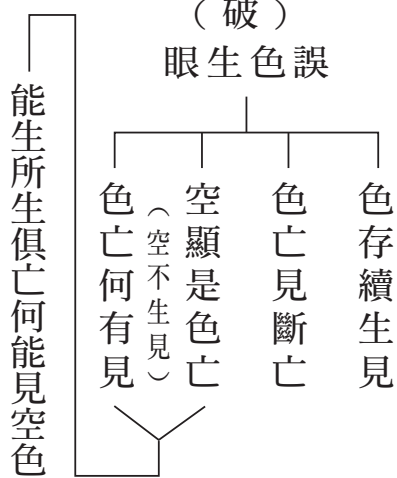 （破）
眼生色誤
色存續生見
色亡見斷亡
空顯是色亡
（空不生見）
色亡何有見
能生所生俱亡何能見空色